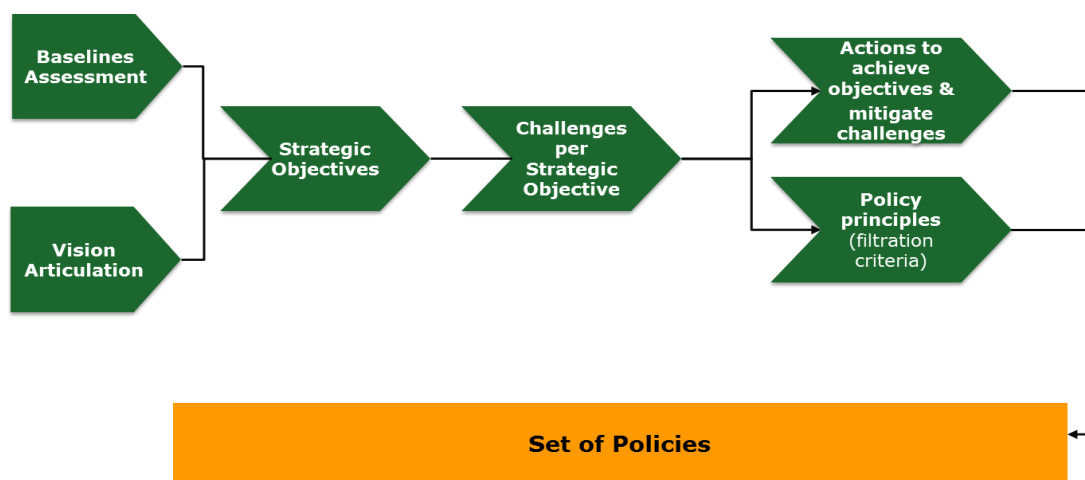 Baselines
Assessment
Vision
Articulation
Strategic
Objectives
Challenges
per
Strategic
Objective
Actions to
achieve
objectives &
mitigate
challenges
Policy
principles
(filtration
criteria)
Set of Policies